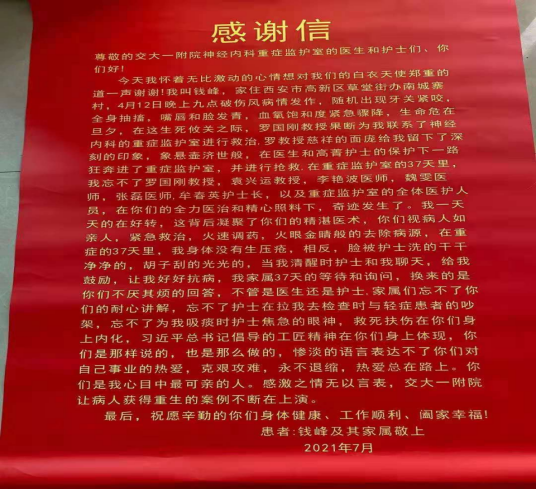 感谢信
尊敬的交大一附院神经内科重症监护室的医生和护士们、你
们好!
今天我怀着无比激动的心情想对我们的白衣天使郑重的
道一声谢谢!我叫钱峰，家住西安市高新区草堂街办南城寨
村，4月12日晚上九点破伤风病情发作，随机出现牙关紧咬，
全身抽搐，嘴唇和脸发青，血氧饱和度紧急骤降，生命危在
旦夕，在这生死攸关之际，罗国刚教授果断为我联系了神经
内科的重症监护室进行救治.罗教授慈祥的面庞给我留下了深
刻的印象，象悬壶济世般，在医生和高菁护士的保护下一路
狂奔进了重症监护室，并进行抢救.在重症监护室的37天里，
我忘不了罗国刚教授，袁兴运教授，李艳波医师，魏雯医
师，张磊医师.牟春英护士长，以及重症监护室的全体医护人
员，在你们的全力医治和精心照料下，奇迹发生了。我一天
天的在好转，这背后凝聚了你们的精湛医术，你们视病人如
亲人，紧急救治，火速调药，火眼金睛般的去除病源，在重
症的37天里，我身体没有生压疮，相反，脸被护士洗的干干
净净的，胡子刮的光光的，当我清醒时护士和我聊天，给我
鼓励，让我好好抗病，我家属37天的等待和询问，换来的是
你们不厌其烦的回答，不管是医生还是护士.家属们忘不了你
们的耐心讲解，忘不了护士在拉我去检查时与轻症患者的吵
架，忘不了为我吸痰时护士焦急的眼神，救死扶伤在你们身
上内化，习近平总书记倡导的工匠精神在你们身上体现，你
们是那样说的，也是那么做的，惨淡的语言表达不了你们对
自己事业的热爱，克艰攻难，永不退缩，热爱总在路上。你
们是我心目中最可亲的人。感激之情无以言表，交大一附院
让病人获得重生的案例不断在上演。
最后，祝愿辛勤的你们身体健康、工作顺利、阖家幸福!
患者:钱峰及其家属敬上
2021年7月